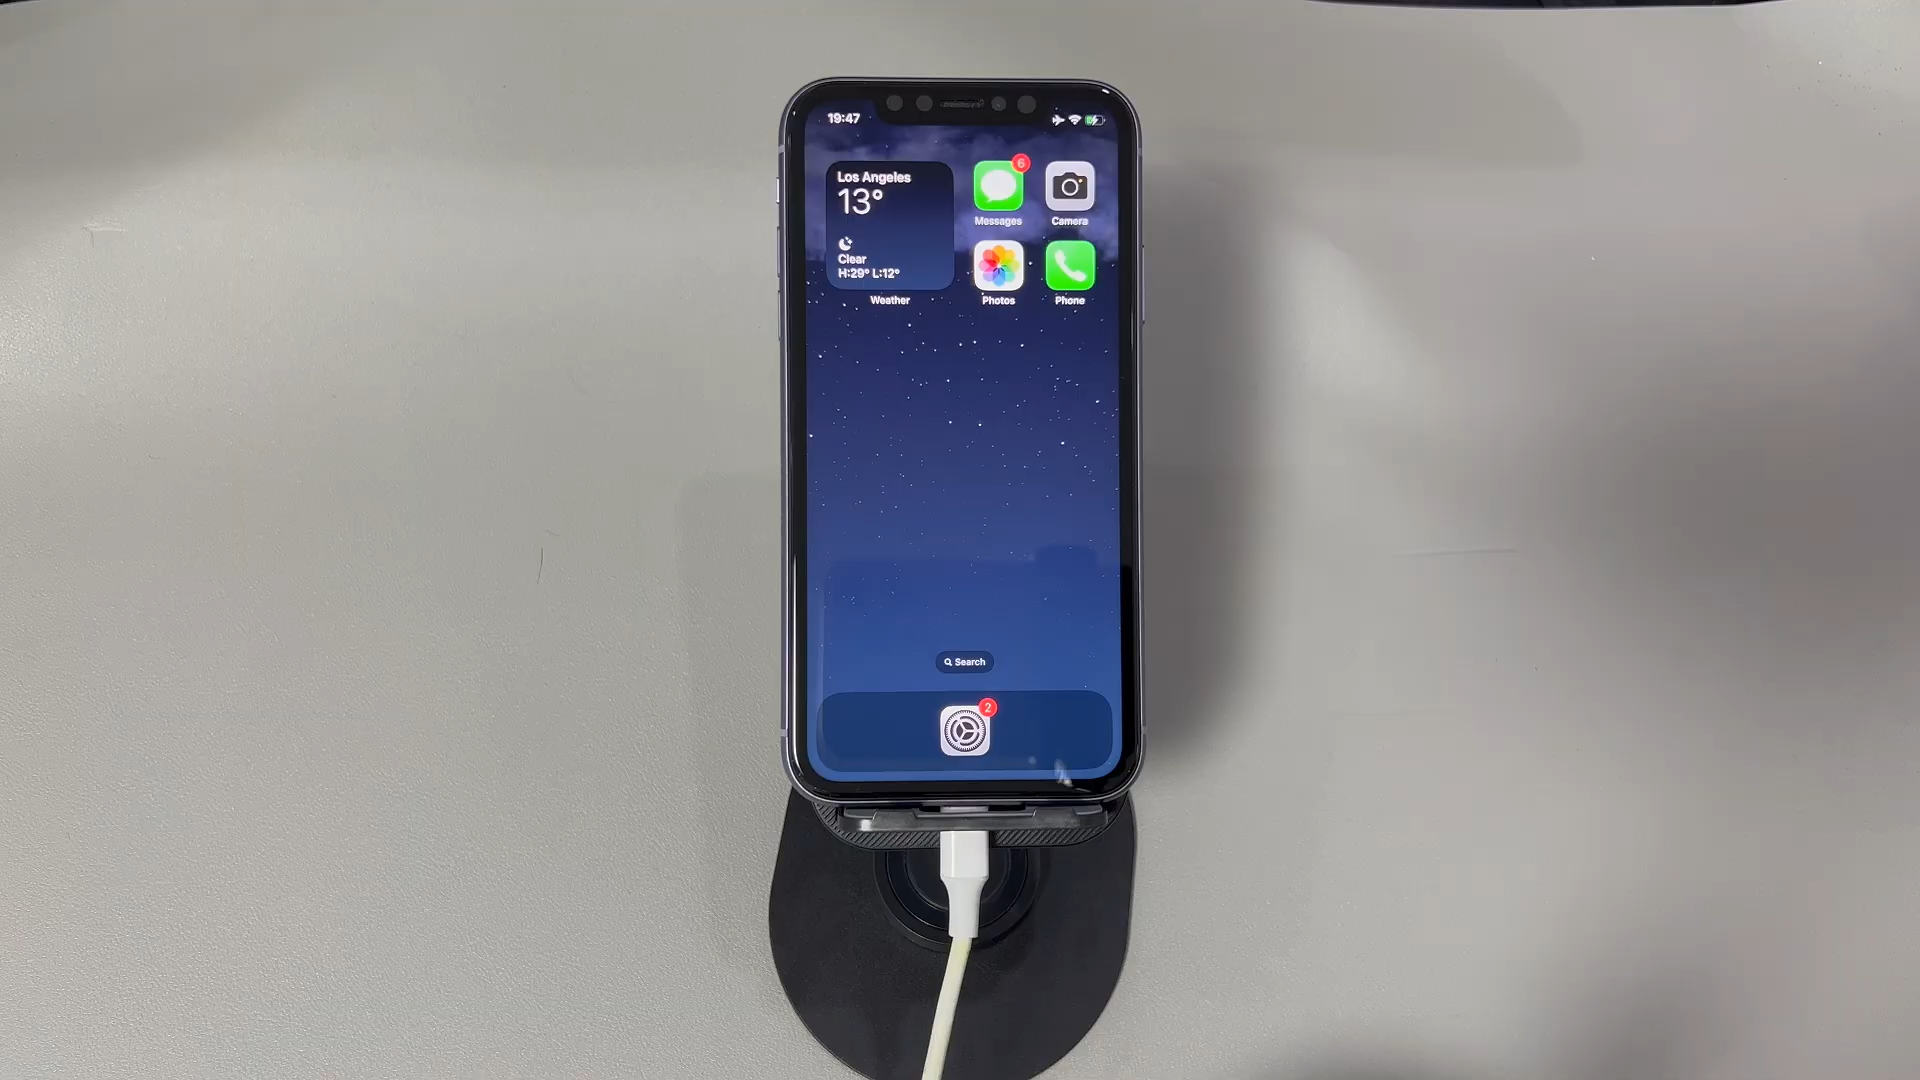 19:47
Los Angeles
13°
Clear
H:29° L:12°
Weather
6
Messages
Camera
Photos
Phone
Search
2